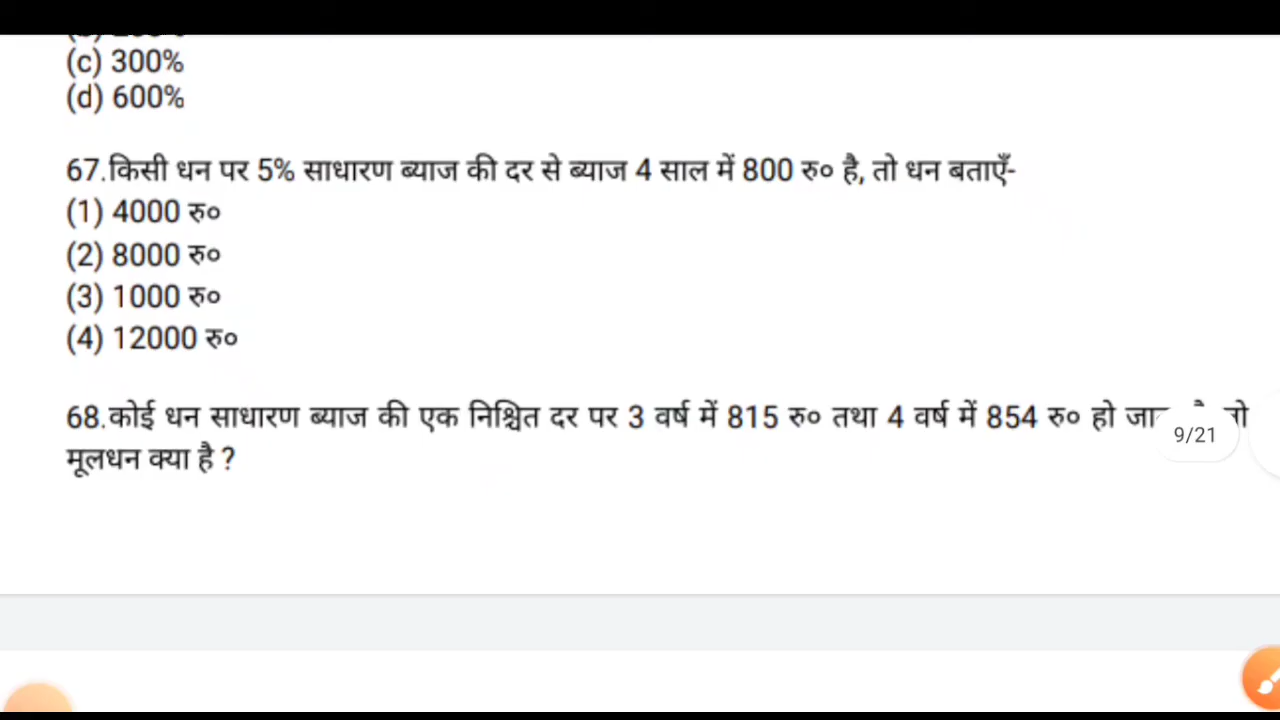 (c) 300%
(d) 600%
67.किसी धन पर 5% साधारण ब्याज की दर से ब्याज 4 साल में 800 रु० है, तो धन बताएँ-
(1) 4000 रु०
(2) 8000 रु०
(3) 1000 रु०
(4) 12000 रु०
68.कोई धन साधारण ब्याज की एक निश्चित दर पर 3 वर्ष में 815 रु० तथा 4 वर्ष में 854 रु० हो
मूलधन क्या है ?
9/21